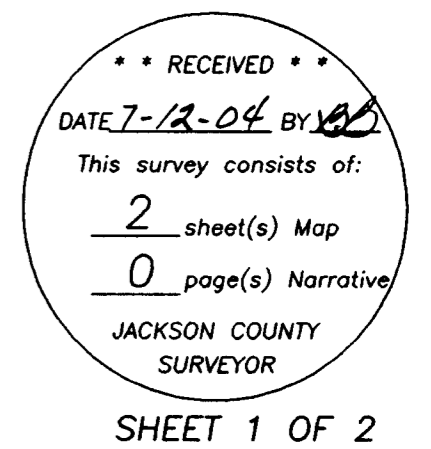 * * RECEIVED * *
DATE 7-12-04 BY
This survey consists of:
2 sheet(s) Map
0 page(s) Narrative
JACKSON COUNTY
SURVEYOR
SHEET 1 OF 2